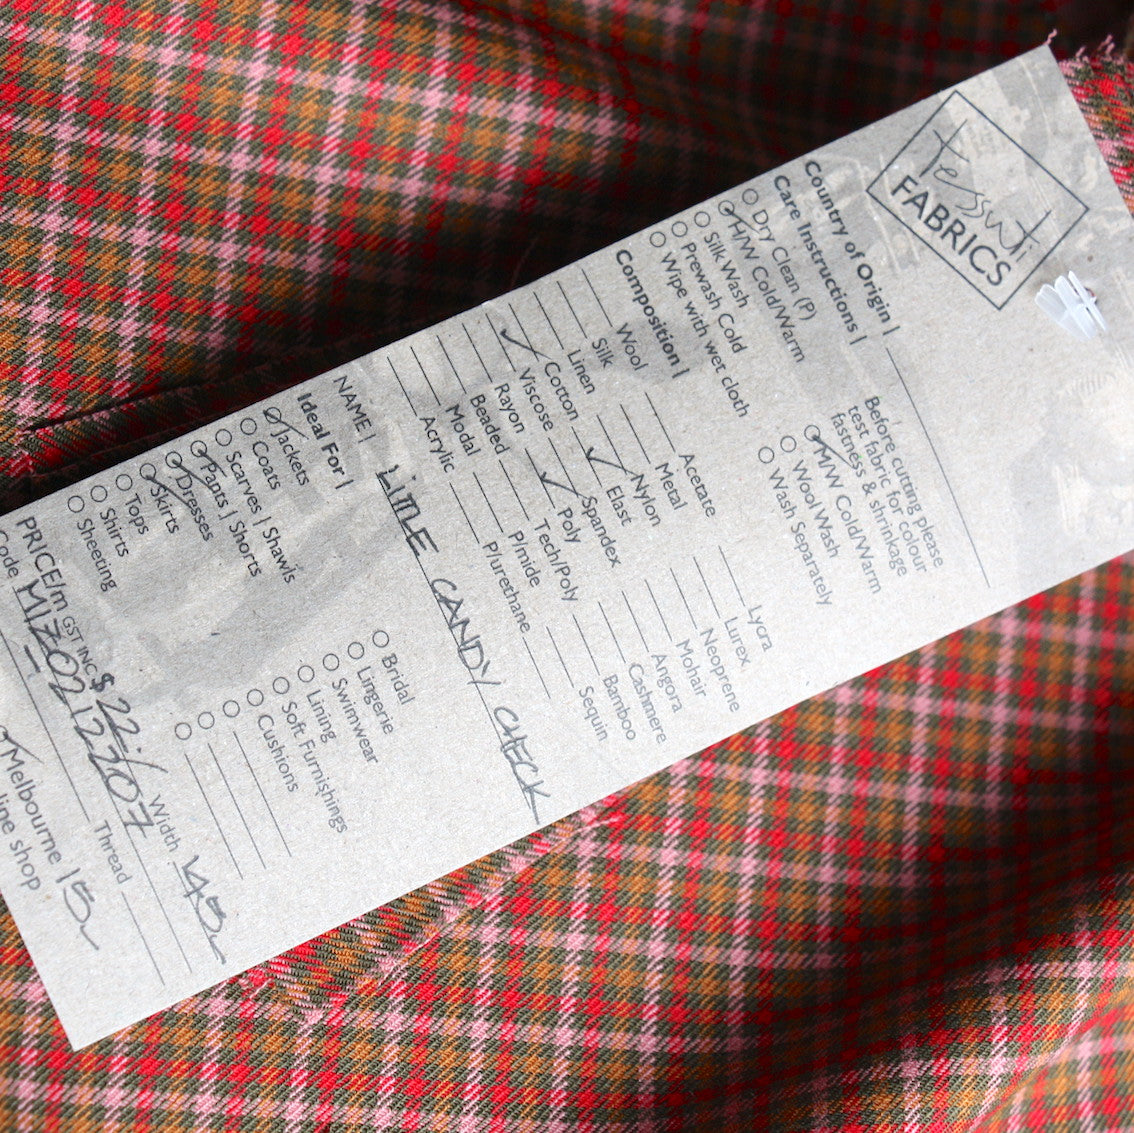 tessuti
FABRICS
Country of Origin |
Care Instructions |
Dry Clean (P)
H/W Cold/Warm
Silk Wash
Prewash Cold
Wipe with wet cloth
Before cutting please
test fabric for colour
fastness & shrinkage
M/W Cold/Warm
Wool Wash
Wash Separately
Composition |
Wool
Silk
Linen
Cotton
Viscose
Rayon
Beaded
Modal
Acrylic
Acetate
Metal
Nylon
Elast
Spandex
Poly
Tech/Poly
P/mide
P/urethane
Lycra
Lurex
Neoprene
Mohair
Angora
Cashmere
Bamboo
Sequin
NAME | LITTLE CANDY CHECK
Ideal For |
Jackets
Coats
Scarves | Shawls
Papts | Shorts
Dresses
Skirts
Tops
Shirts
Sheeting
Bridal
Lingerie
Swimwear
Lining
Soft Furnishings
Cushions
PRICE/m GST INC $ 22.- Width 145
Code MIZ0212207
Thread
Melbourne 15
line shop